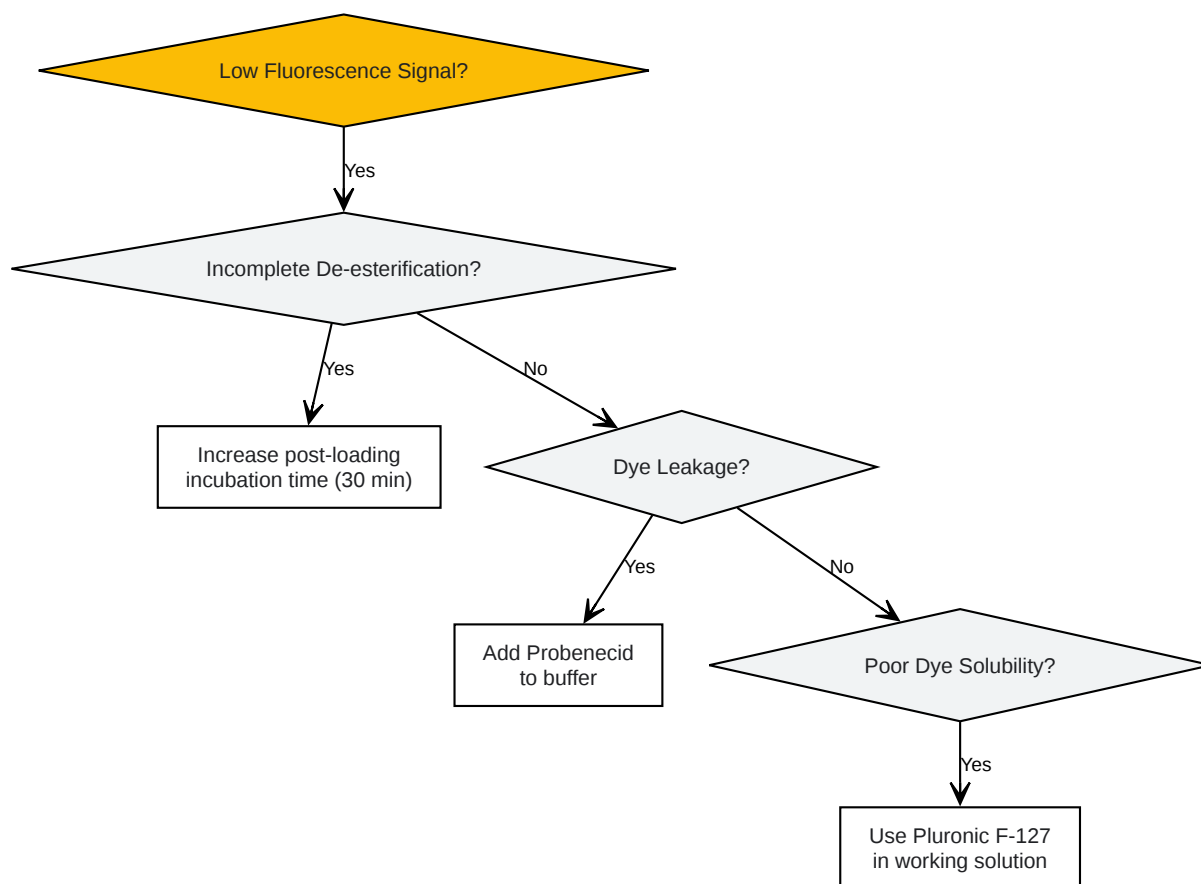 Low Fluorescence Signal?
Yes
Incomplete De-esterification?
Yes
No
Increase post-loading
incubation time (30 min)
Dye Leakage?
Yes
No
Add Probenecid
to buffer
Poor Dye Solubility?
Yes
Use Pluronic F-127
in working solution